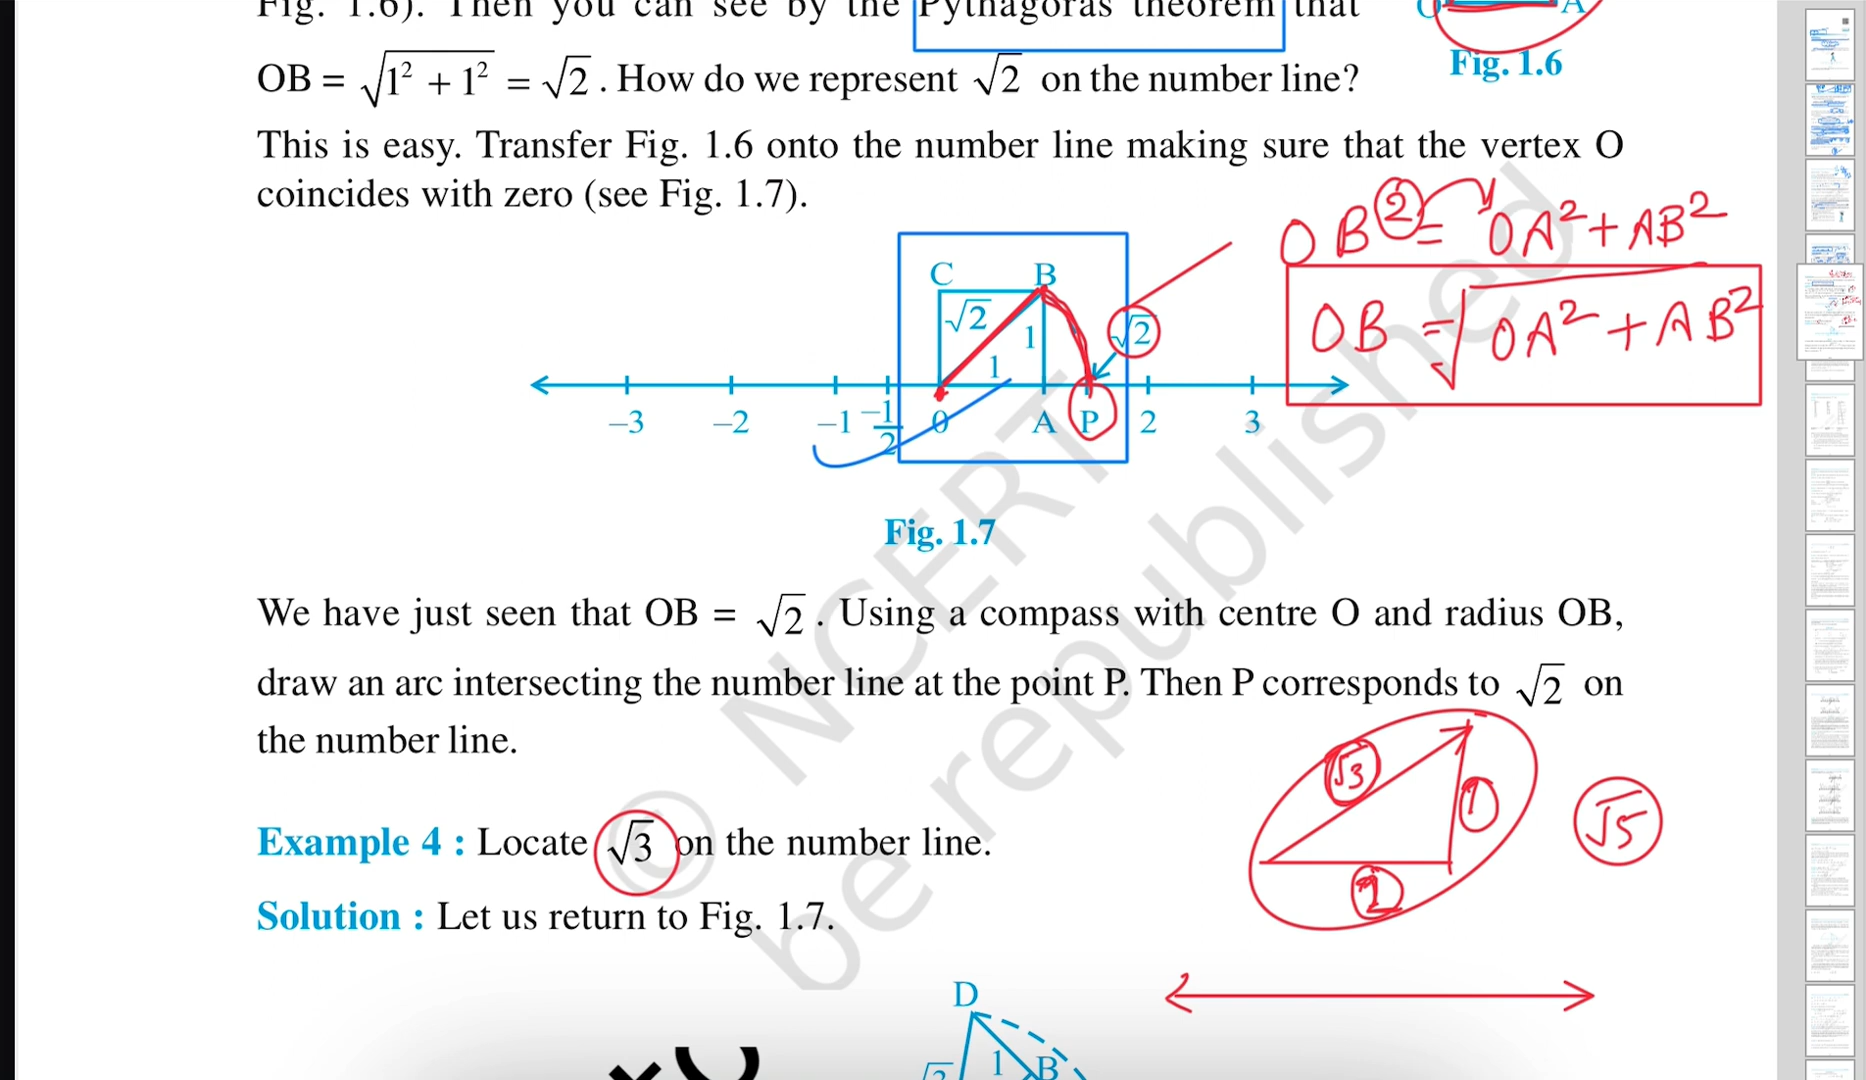 Fig. 1.6). Then you can see by the Pythagoras theorem that
OB = √1² + 1² = √2 . How do we represent √2 on the number line?
Fig. 1.6
This is easy. Transfer Fig. 1.6 onto the number line making sure that the vertex O
coincides with zero (see Fig. 1.7).
OB² = OA² + AB²
OB = √OA² + AB²
C B
√2 1 √2
1
–3 –2 –1 –1/2 0 A P 2 3
Fig. 1.7
We have just seen that OB = √2 . Using a compass with centre O and radius OB,
draw an arc intersecting the number line at the point P. Then P corresponds to √2 on
the number line.
√3 1 √5
Example 4 : Locate √3 on the number line.
Solution : Let us return to Fig. 1.7.
D
1 B
© NCERT
be republished